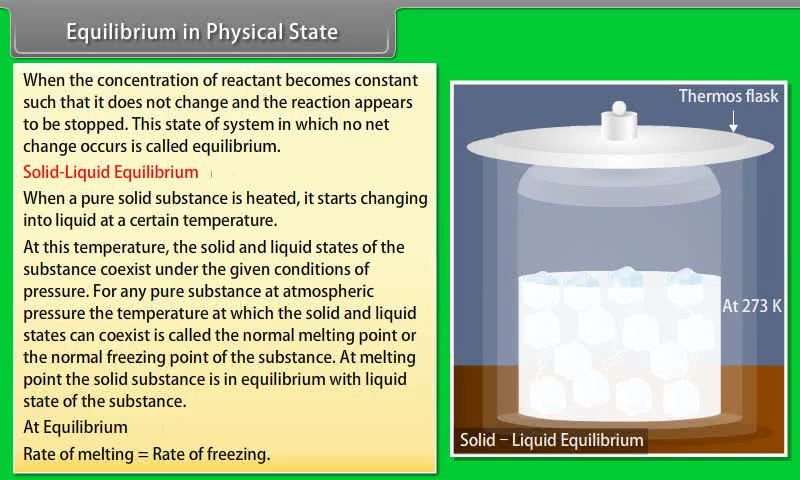 Equilibrium in Physical State
When the concentration of reactant becomes constant
such that it does not change and the reaction appears
to be stopped. This state of system in which no net
change occurs is called equilibrium.
Solid-Liquid Equilibrium
When a pure solid substance is heated, it starts changing
into liquid at a certain temperature.
At this temperature, the solid and liquid states of the
substance coexist under the given conditions of
pressure. For any pure substance at atmospheric
pressure the temperature at which the solid and liquid
states can coexist is called the normal melting point or
the normal freezing point of the substance. At melting
point the solid substance is in equilibrium with liquid
state of the substance.
At Equilibrium
Rate of melting = Rate of freezing.
Thermos flask
At 273 K
Solid – Liquid Equilibrium